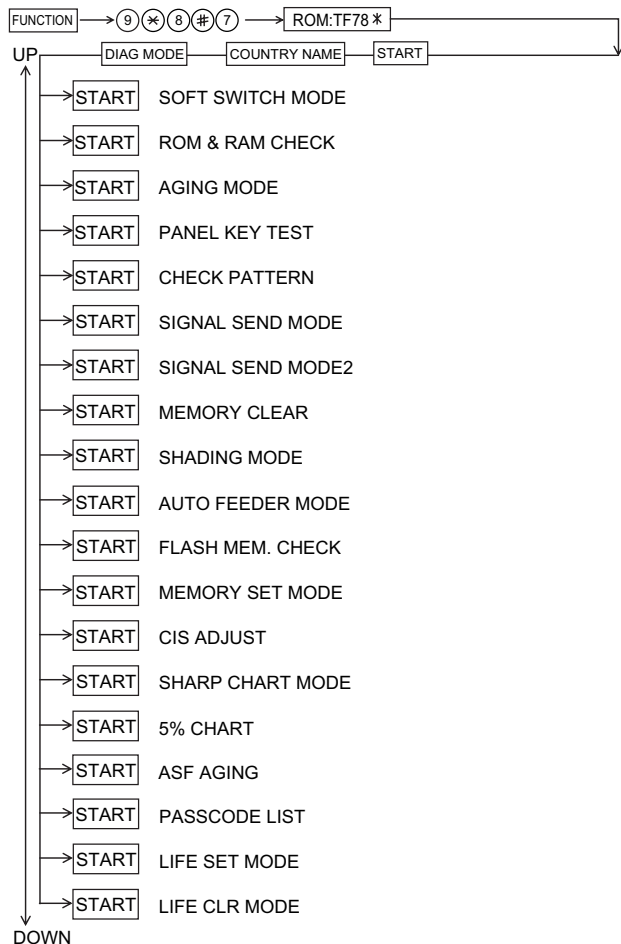 FUNCTION 9 * 8 # 7 ROM:TF78*
UP DIAG MODE COUNTRY NAME START
START SOFT SWITCH MODE
START ROM & RAM CHECK
START AGING MODE
START PANEL KEY TEST
START CHECK PATTERN
START SIGNAL SEND MODE
START SIGNAL SEND MODE2
START MEMORY CLEAR
START SHADING MODE
START AUTO FEEDER MODE
START FLASH MEM. CHECK
START MEMORY SET MODE
START CIS ADJUST
START SHARP CHART MODE
START 5% CHART
START ASF AGING
START PASSCODE LIST
START LIFE SET MODE
START LIFE CLR MODE
DOWN